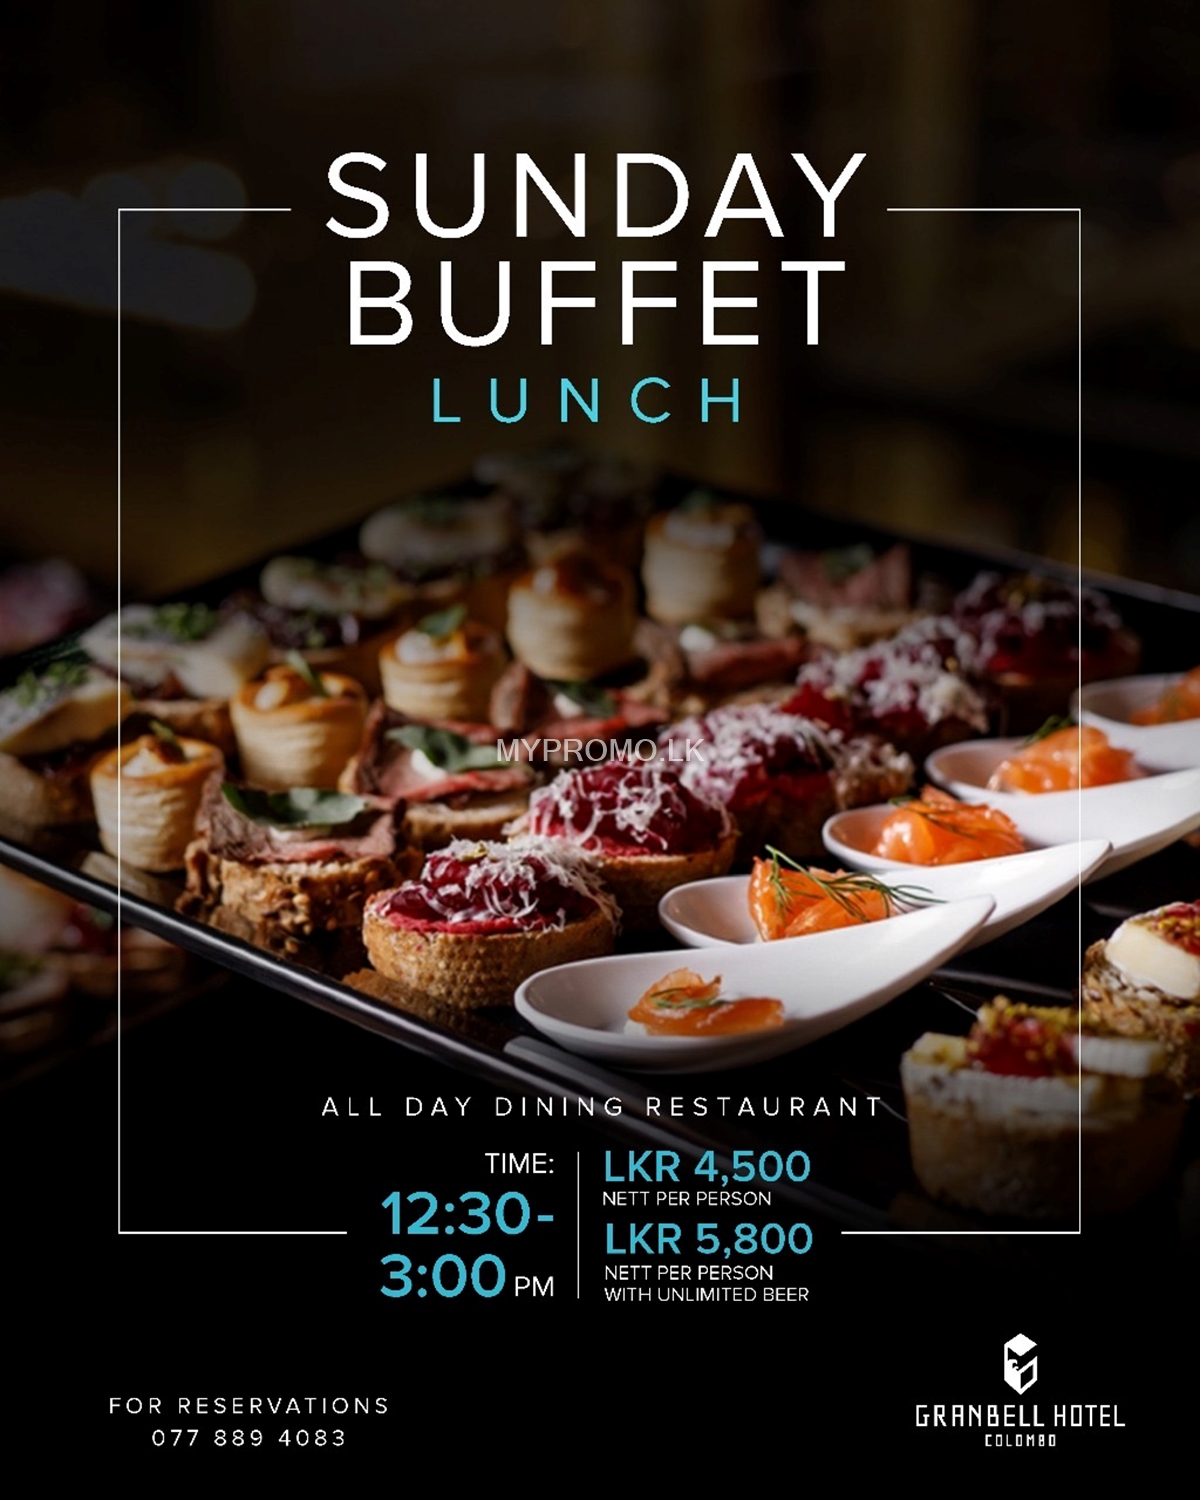 SUNDAY
BUFFET
LUNCH
MYPROMO.LK
ALL DAY DINING RESTAURANT
TIME:
12:30-
3:00 PM
LKR 4,500
NETT PER PERSON
LKR 5,800
NETT PER PERSON
WITH UNLIMITED BEER
FOR RESERVATIONS
077 889 4083
GRANBELL HOTEL
COLOMBO